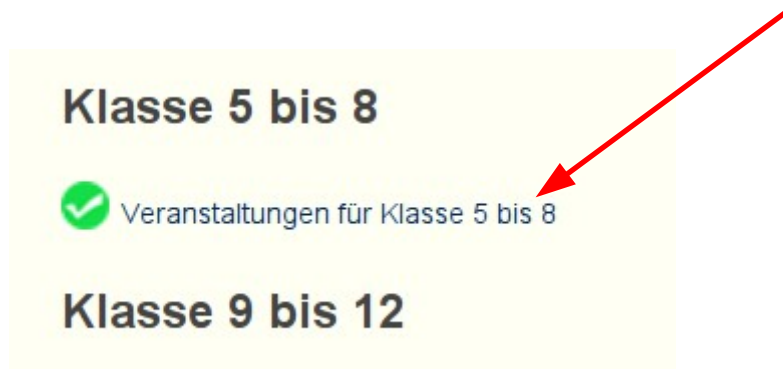 Klasse 5 bis 8
Veranstaltungen für Klasse 5 bis 8
Klasse 9 bis 12